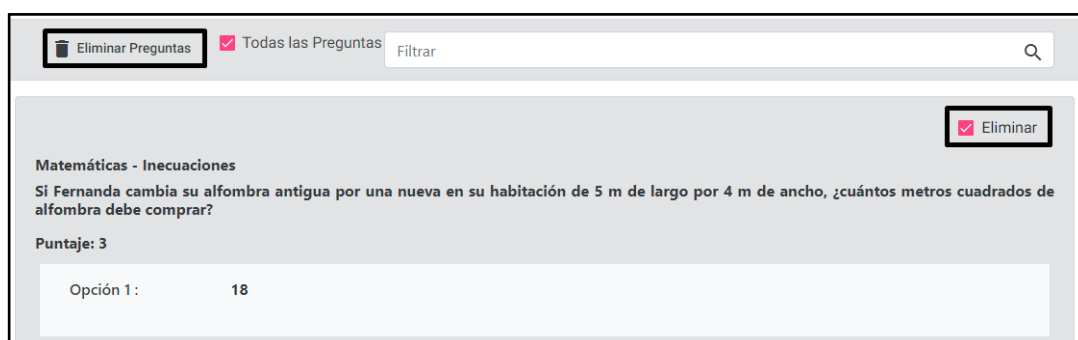 Eliminar Preguntas
Todas las Preguntas
Filtrar
Eliminar
Matemáticas - Inecuaciones
Si Fernanda cambia su alfombra antigua por una nueva en su habitación de 5 m de largo por 4 m de ancho, ¿cuántos metros cuadrados de
alfombra debe comprar?
Puntaje: 3
Opción 1 : 18